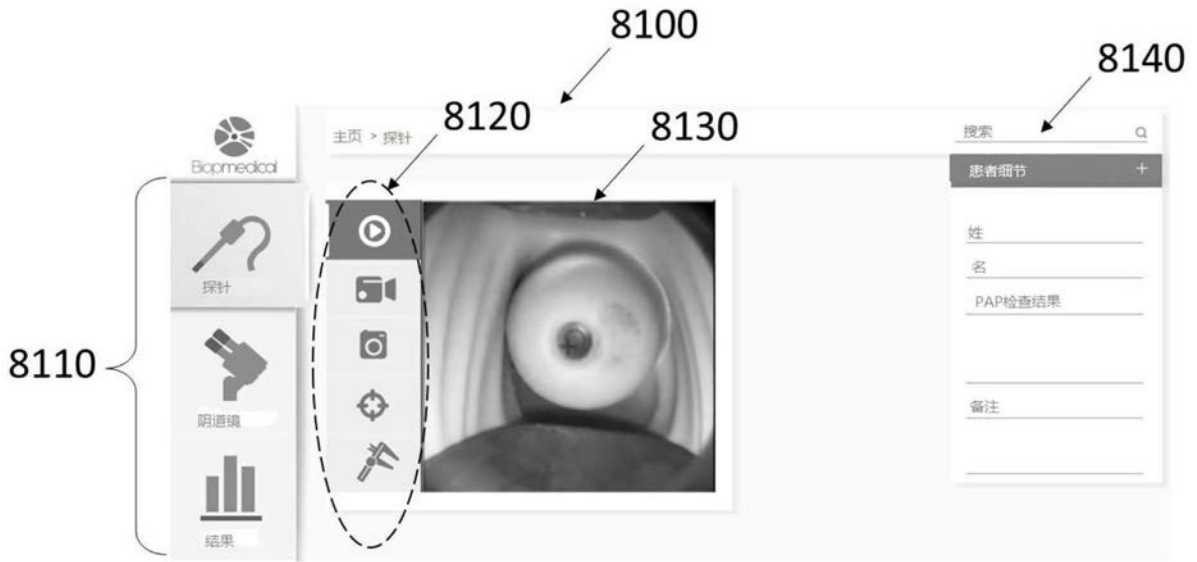 8100
8140
8120
8130
Biopmedical
主页 > 探针
搜索
患者细节 +
姓
探针
名
PAP检查结果
8110
阴道镜
备注
结果